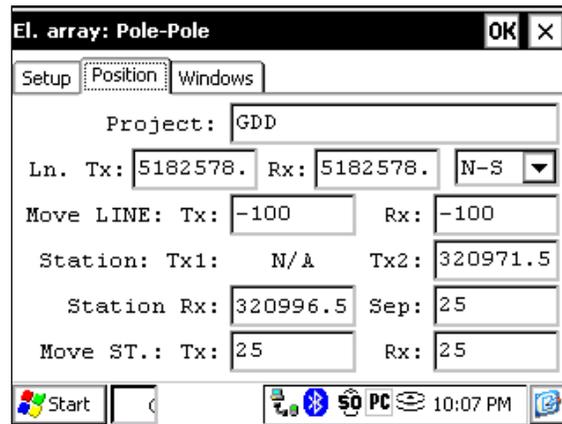 El. array: Pole-Pole OK ×
Setup Position Windows
Project: GDD
Ln. Tx: 5182578. Rx: 5182578. N-S
Move LINE: Tx: -100 Rx: -100
Station: Tx1: N/A Tx2: 320971.5
Station Rx: 320996.5 Sep: 25
Move ST.: Tx: 25 Rx: 25
Start 50 PC 10:07 PM